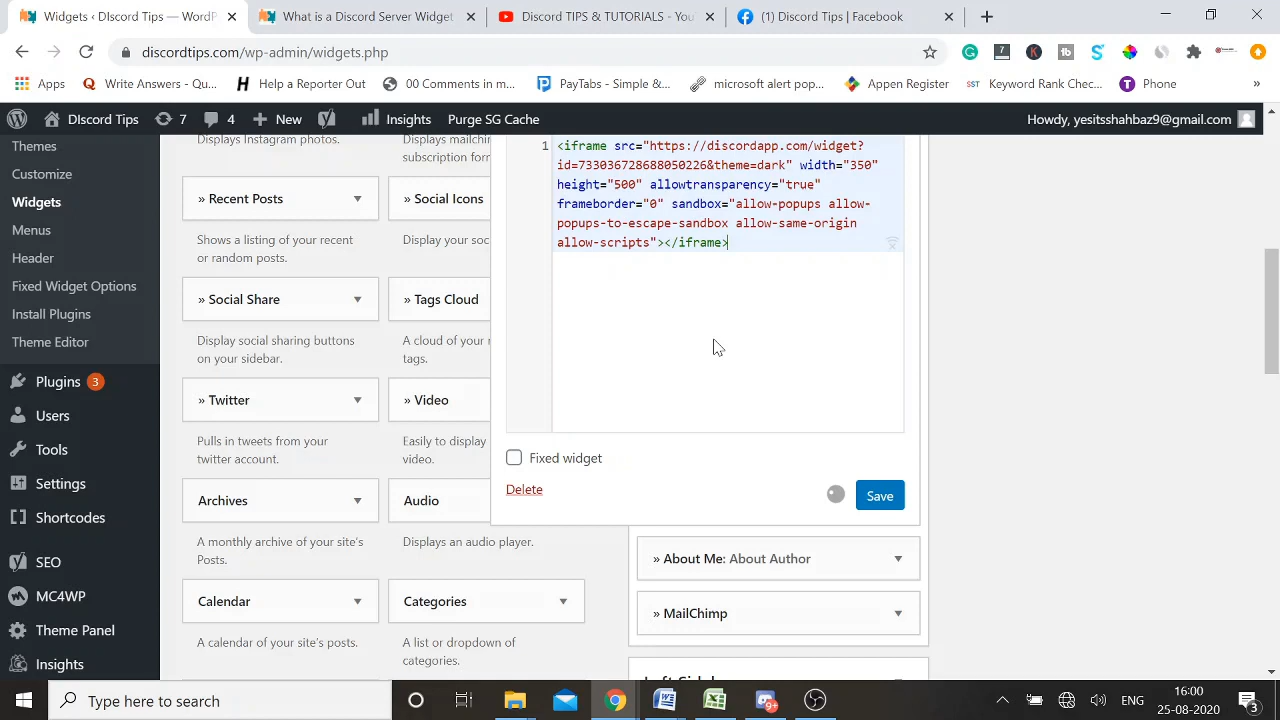 Widgets ‹ DIscord Tips — WordP
What is a Discord Server Widget
Discord TIPS & TUTORIALS - You
(1) Discord Tips | Facebook
discordtips.com/wp-admin/widgets.php
Apps
Write Answers - Qu...
Help a Reporter Out
00 Comments in m...
PayTabs - Simple &...
microsoft alert pop...
Appen Register
SST
Keyword Rank Chec...
Phone
»
DIscord Tips
7
4
New
Insights
Purge SG Cache
Howdy, yesitsshahbaz9@gmail.com
Themes
Customize
Widgets
Menus
Header
Fixed Widget Options
Install Plugins
Theme Editor
Plugins 3
Users
Tools
Settings
Shortcodes
SEO
MC4WP
Theme Panel
Insights
Displays Instagram photos.
Displays mailchim
subscription form
» Recent Posts
» Social Icons
Shows a listing of your recent
or random posts.
Display your soc
» Social Share
» Tags Cloud
Display social sharing buttons
on your sidebar.
A cloud of your m
tags.
» Twitter
» Video
Pulls in tweets from your
twitter account.
Easily to display
video.
Archives
Audio
A monthly archive of your site's
Posts.
Displays an audio player.
Calendar
Categories
A calendar of your site's posts.
A list or dropdown of
categories.
1
<iframe src="https://discordapp.com/widget?
id=733036728688050226&theme=dark" width="350"
height="500" allowtransparency="true"
frameborder="0" sandbox="allow-popups allow-
popups-to-escape-sandbox allow-same-origin
allow-scripts"></iframe>
Fixed widget
Delete
Save
» About Me: About Author
» MailChimp
Left Sidebar
Type here to search
ENG
16:00
25-08-2020
3